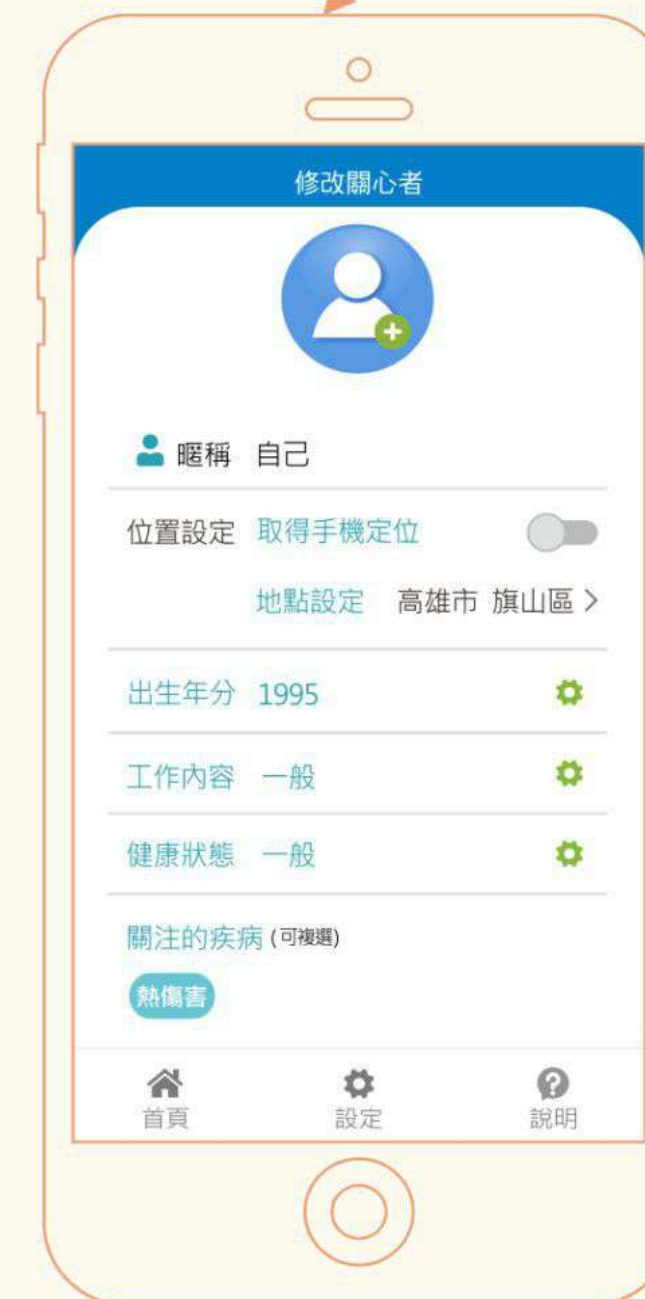 修改關心者
暱稱 自己
位置設定 取得手機定位
地點設定 高雄市 旗山區 >
出生年分 1995
工作內容 一般
健康狀態 一般
關注的疾病 (可複選)
熱傷害
首頁 設定 說明